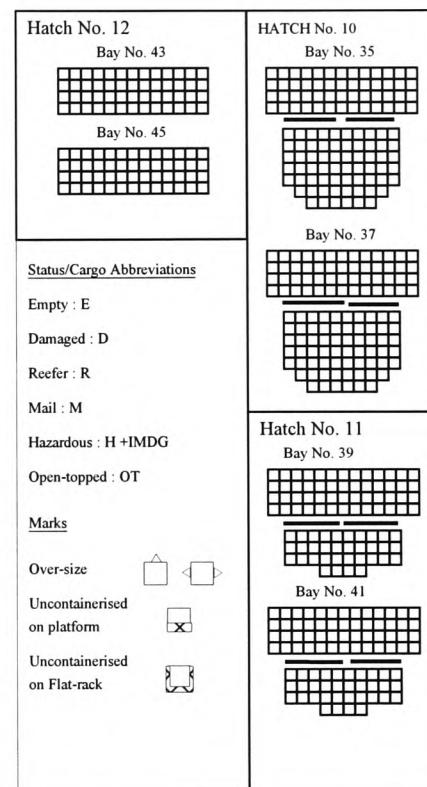 Hatch No. 12
Bay No. 43
Bay No. 45
Status/Cargo Abbreviations
Empty : E
Damaged : D
Reefer : R
Mail : M
Hazardous : H +IMDG
Open-topped : OT
Marks
Over-size
Uncontainerised
on platform
Uncontainerised
on Flat-rack
HATCH No. 10
Bay No. 35
Bay No. 37
Hatch No. 11
Bay No. 39
Bay No. 41